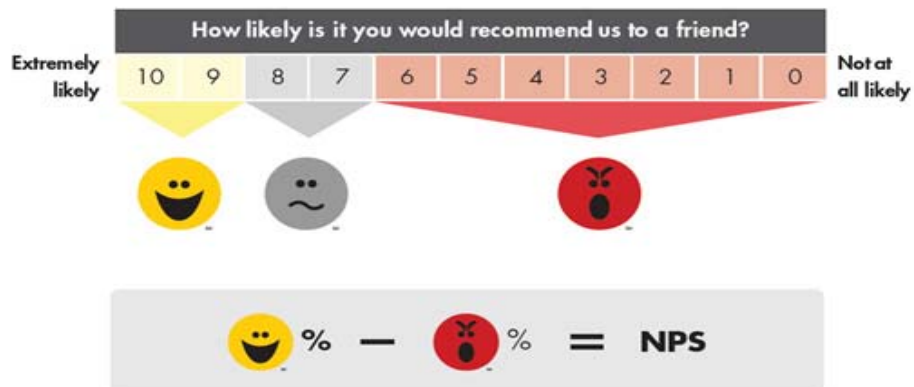 How likely is it you would recommend us to a friend?
Extremely
likely
10 9 8 7 6 5 4 3 2 1 0
Not at
all likely
% — % = NPS